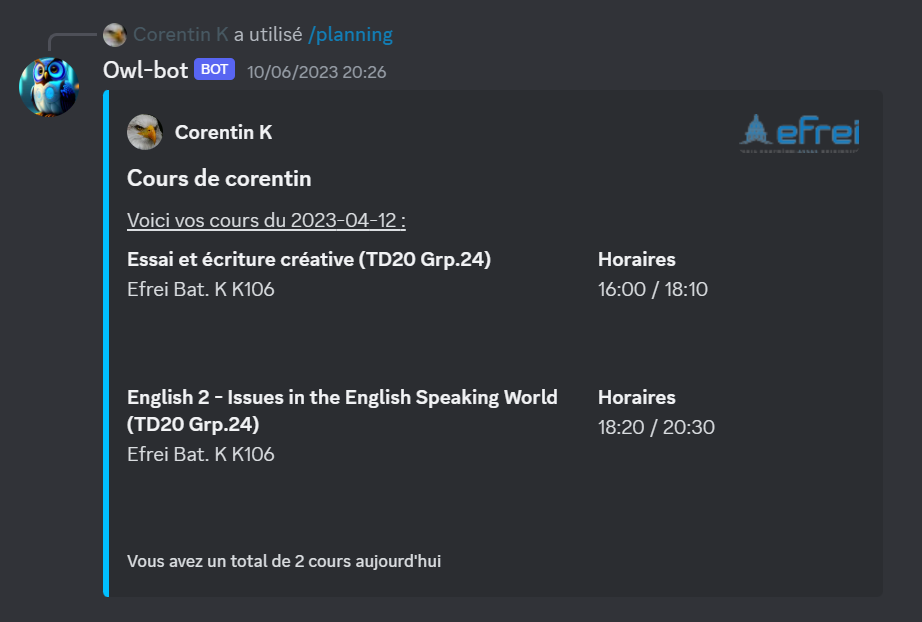 Corentin K a utilisé /planning
Owl-bot BOT 10/06/2023 20:26
Corentin K
efrei
Cours de corentin
Voici vos cours du 2023-04-12 :
Essai et écriture créative (TD20 Grp.24)
Horaires
Efrei Bat. K K106
16:00 / 18:10
English 2 - Issues in the English Speaking World
(TD20 Grp.24)
Horaires
18:20 / 20:30
Efrei Bat. K K106
Vous avez un total de 2 cours aujourd'hui